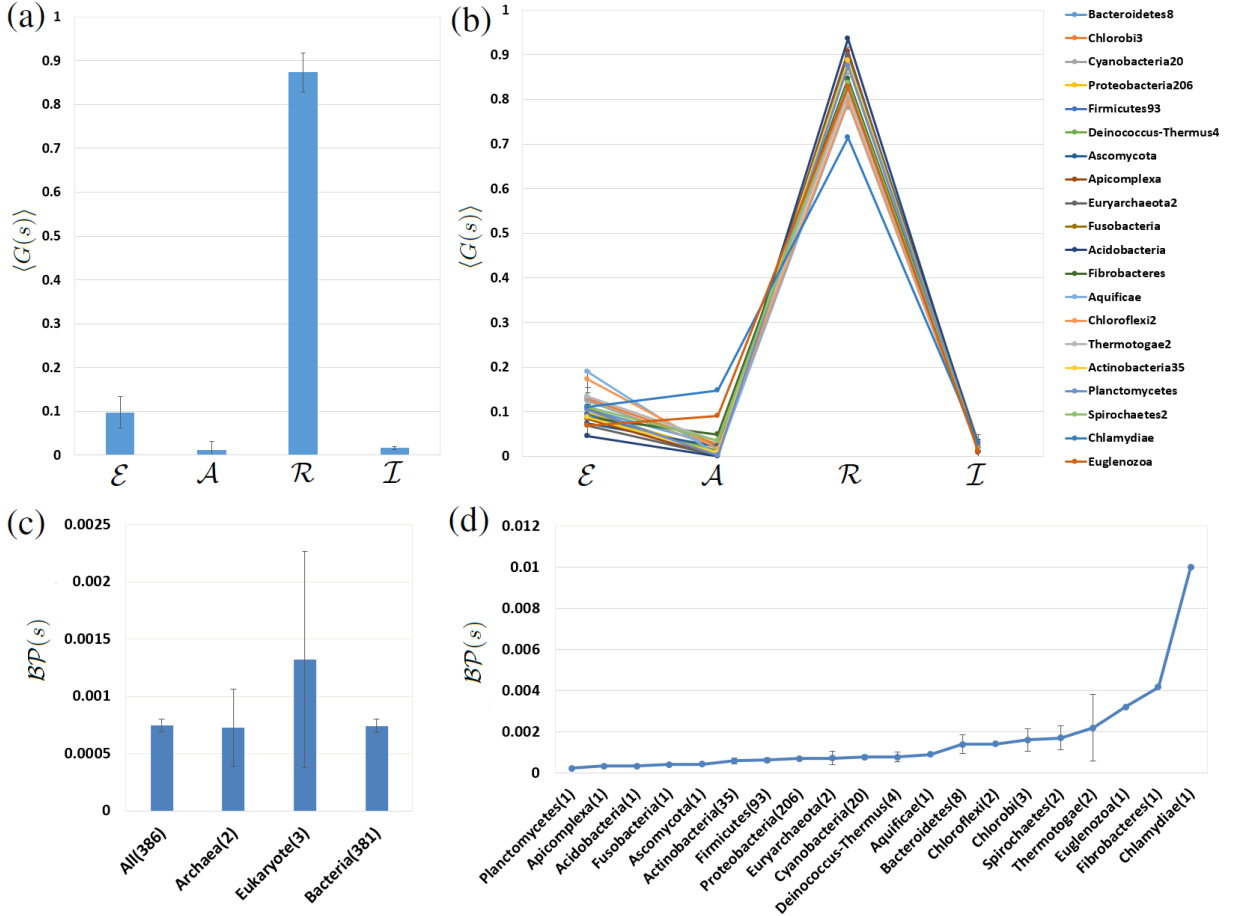 (a)
1
0.9
0.8
0.7
0.6
0.5
0.4
0.3
0.2
0.1
0
⟨G(s)⟩
ℰ 𝒜 ℛ ℐ
(b)
1
0.9
0.8
0.7
0.6
0.5
0.4
0.3
0.2
0.1
0
⟨G(s)⟩
ℰ 𝒜 ℛ ℐ
Bacteroidetes8
Chlorobi3
Cyanobacteria20
Proteobacteria206
Firmicutes93
Deinococcus-Thermus4
Ascomycota
Apicomplexa
Euryarchaeota2
Fusobacteria
Acidobacteria
Fibrobacteres
Aquificae
Chloroflexi2
Thermotogae2
Actinobacteria35
Planctomycetes
Spirochaetes2
Chlamydiae
Euglenozoa
(c)
0.0025
0.002
0.0015
0.001
0.0005
0
ℬ𝒫(s)
All(386)
Archaea(2)
Eukaryote(3)
Bacteria(381)
(d)
0.012
0.01
0.008
0.006
0.004
0.002
0
ℬ𝒫(s)
Planctomycetes(1)
Apicomplexa(1)
Acidobacteria(1)
Fusobacteria(1)
Ascomycota(1)
Actinobacteria(35)
Firmicutes(93)
Proteobacteria(206)
Euryarchaeota(2)
Cyanobacteria(20)
Deinococcus-Thermus(4)
Aquificae(1)
Bacteroidetes(8)
Chloroflexi(2)
Chlorobi(3)
Spirochaetes(2)
Thermotogae(2)
Euglenozoa(1)
Fibrobacteres(1)
Chlamydiae(1)